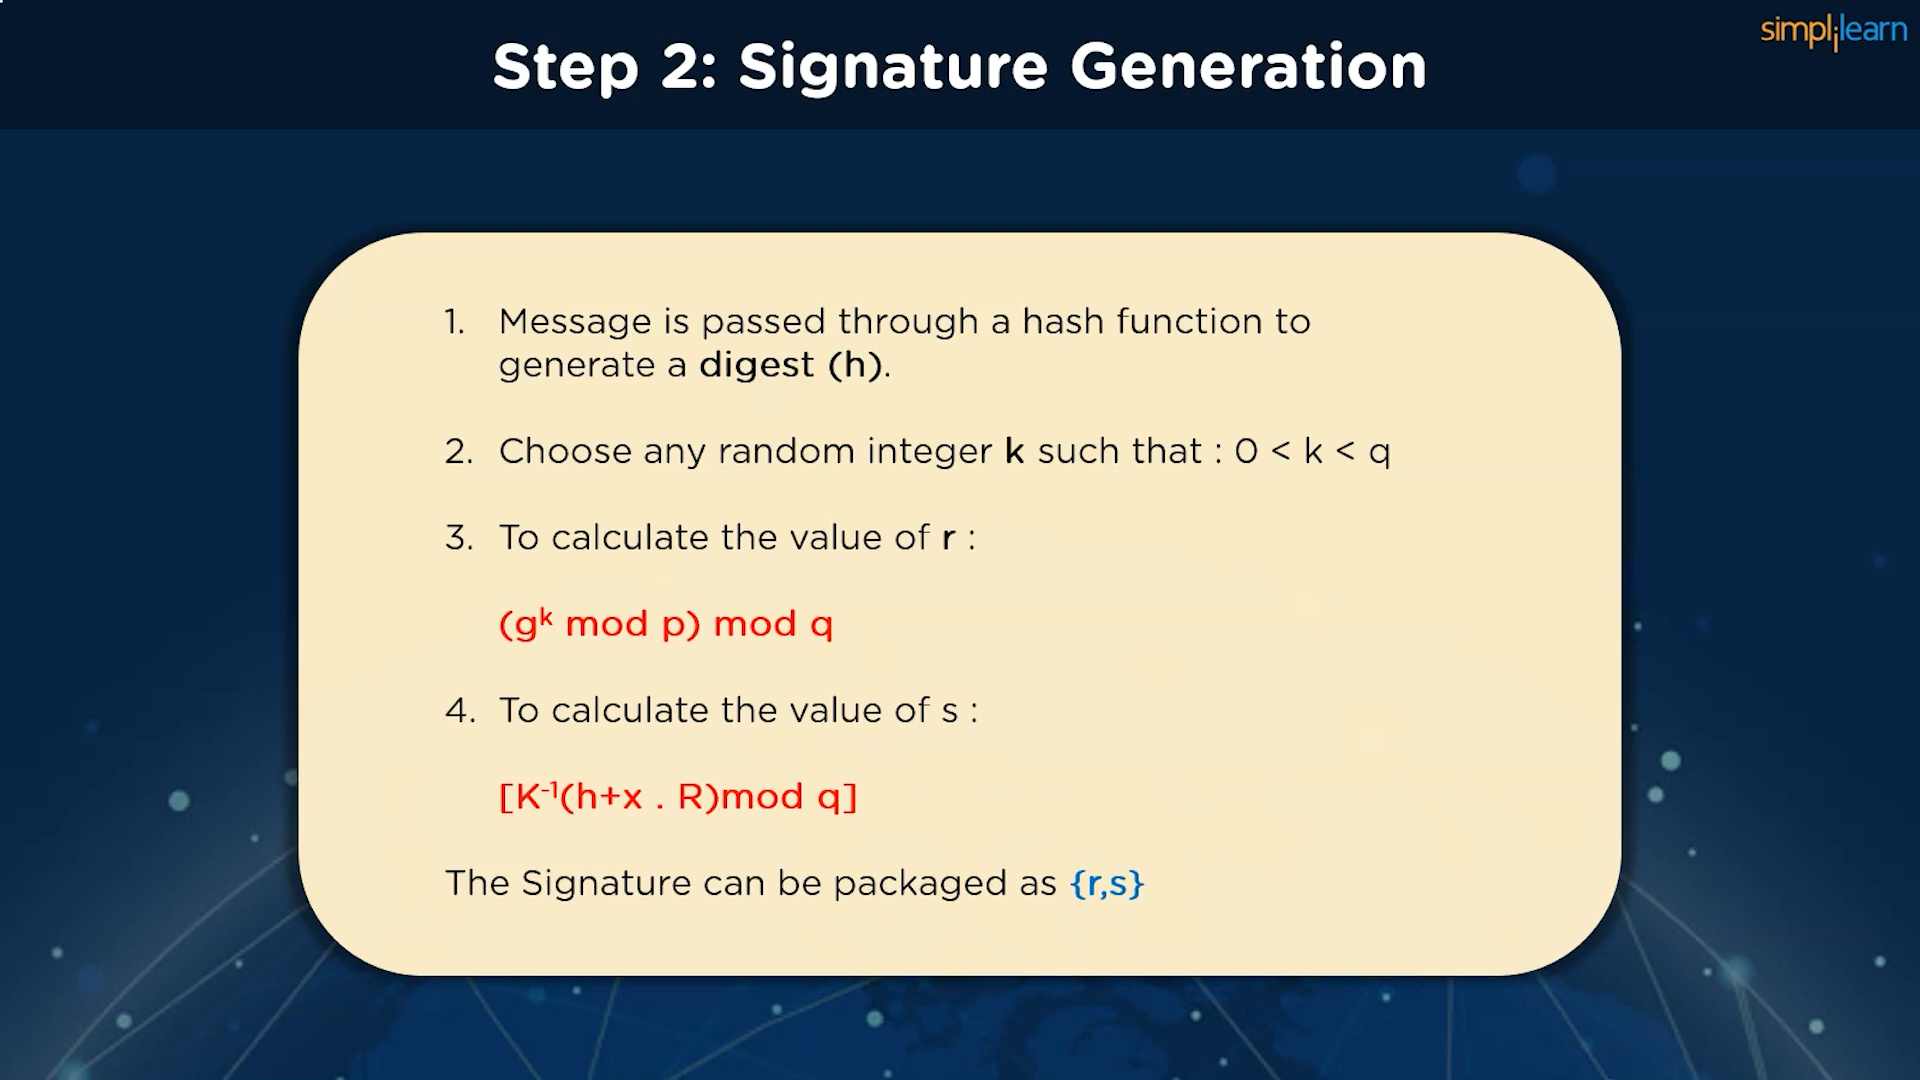 simplilearn
Step 2: Signature Generation
1. Message is passed through a hash function to
generate a digest (h).
2. Choose any random integer k such that : 0 < k < q
3. To calculate the value of r :
(gᵏ mod p) mod q
4. To calculate the value of s :
[K⁻¹(h+x . R)mod q]
The Signature can be packaged as {r,s}